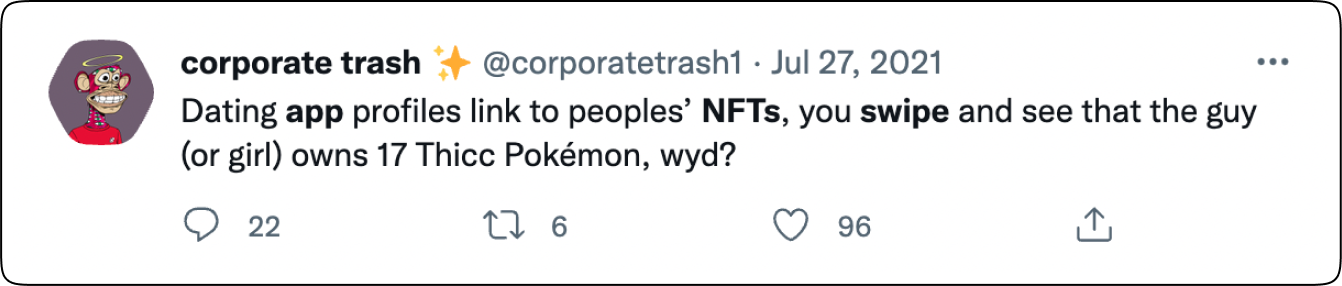 corporate trash ✨ @corporatetrash1 · Jul 27, 2021
Dating app profiles link to peoples’ NFTs, you swipe and see that the guy
(or girl) owns 17 Thicc Pokémon, wyd?
22 6 96